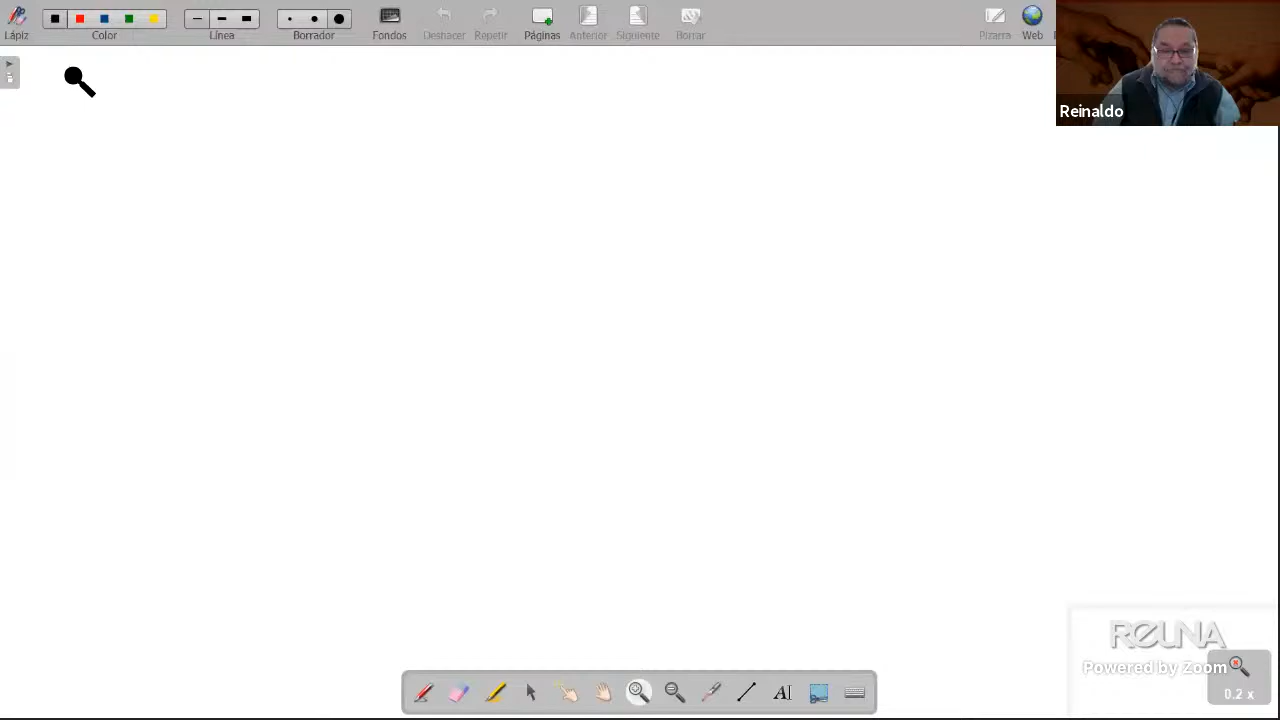 Lápiz Color Línea Borrador Fondos Deshacer Repetir Páginas Anterior Siguiente Borrar Pizarra Web
Reinaldo
REUNA
Powered by Zoom
0.2 x
AI